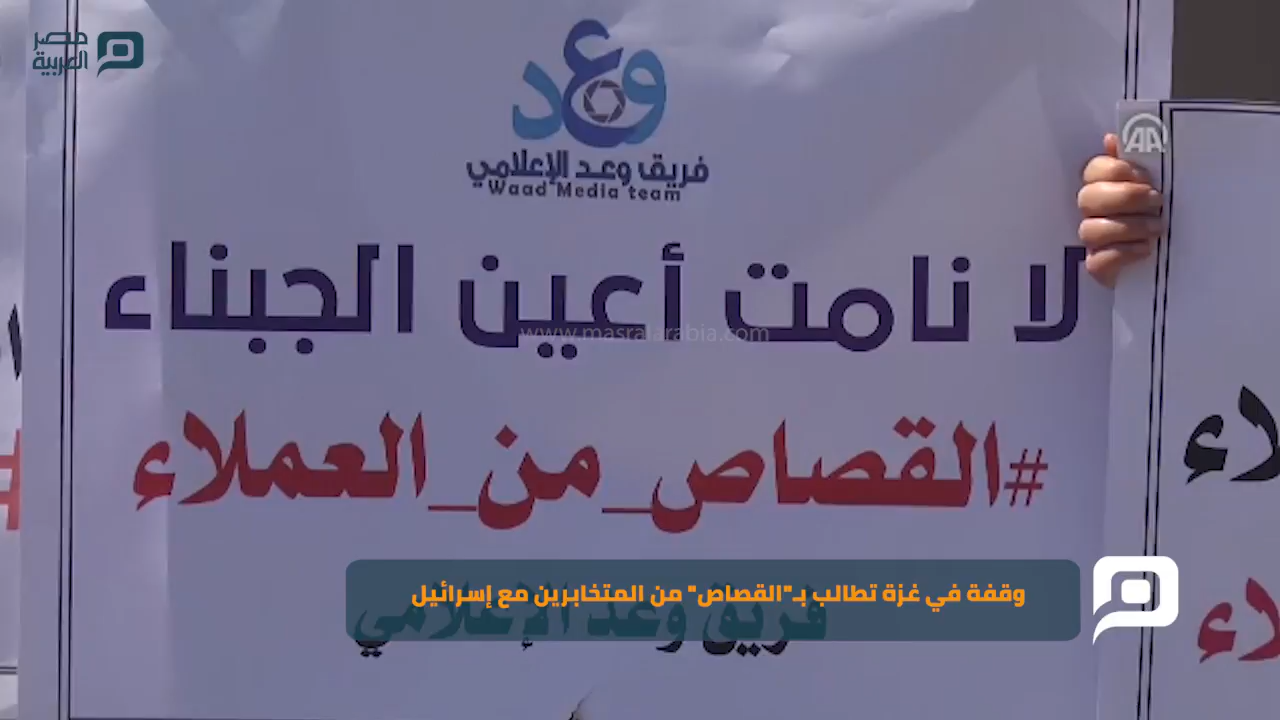 مصر
العربية
وعد
فريق وعد الإعلامي
Waad Media team
AA
لا نامت أعين الجبناء
www.masralarabia.com
#القصاص_من_العملاء
وقفة في غزة تطالب بـ"القصاص" من المتخابرين مع إسرائيل
فريق وعد الإعلامي